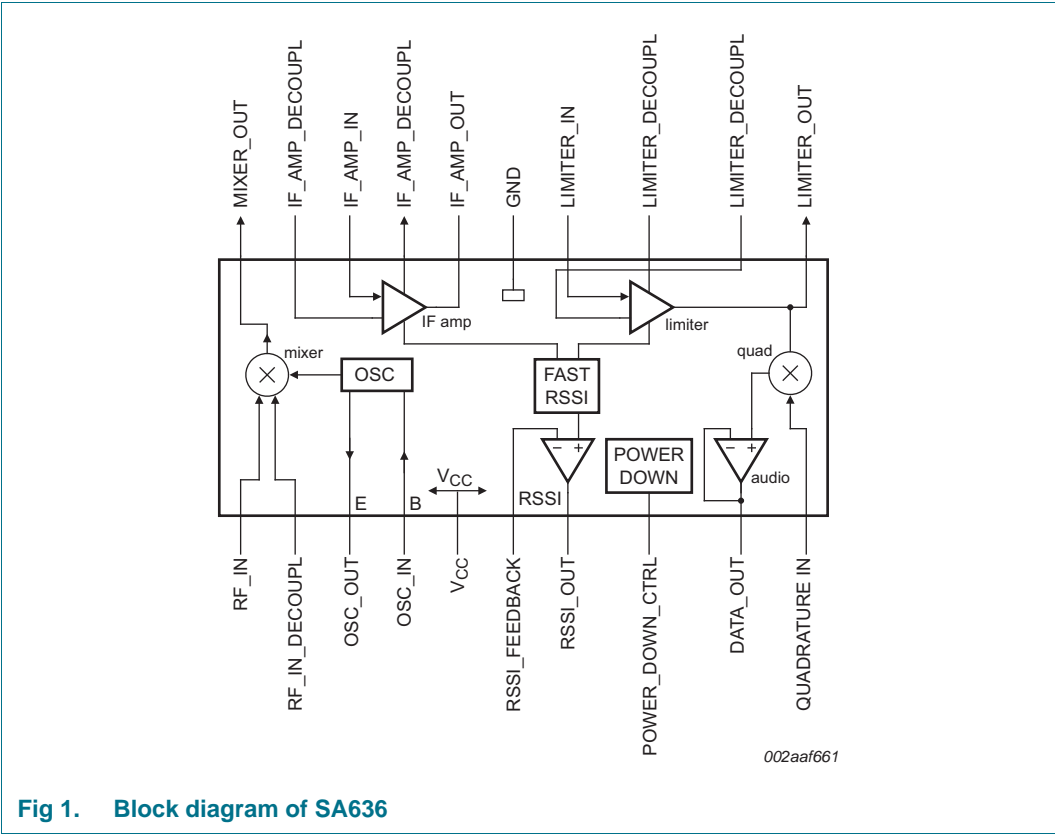 MIXER_OUT
IF_AMP_DECOUPL
IF_AMP_IN
IF_AMP_DECOUPL
IF_AMP_OUT
GND
LIMITER_IN
LIMITER_DECOUPL
LIMITER_DECOUPL
LIMITER_OUT
IF amp
limiter
mixer
quad
OSC
FAST
RSSI
− +
RSSI
POWER
DOWN
− +
audio
VCC
E
B
RF_IN
RF_IN_DECOUPL
OSC_OUT
OSC_IN
VCC
RSSI_FEEDBACK
RSSI_OUT
POWER_DOWN_CTRL
DATA_OUT
QUADRATURE IN
002aaf661
Fig 1. Block diagram of SA636